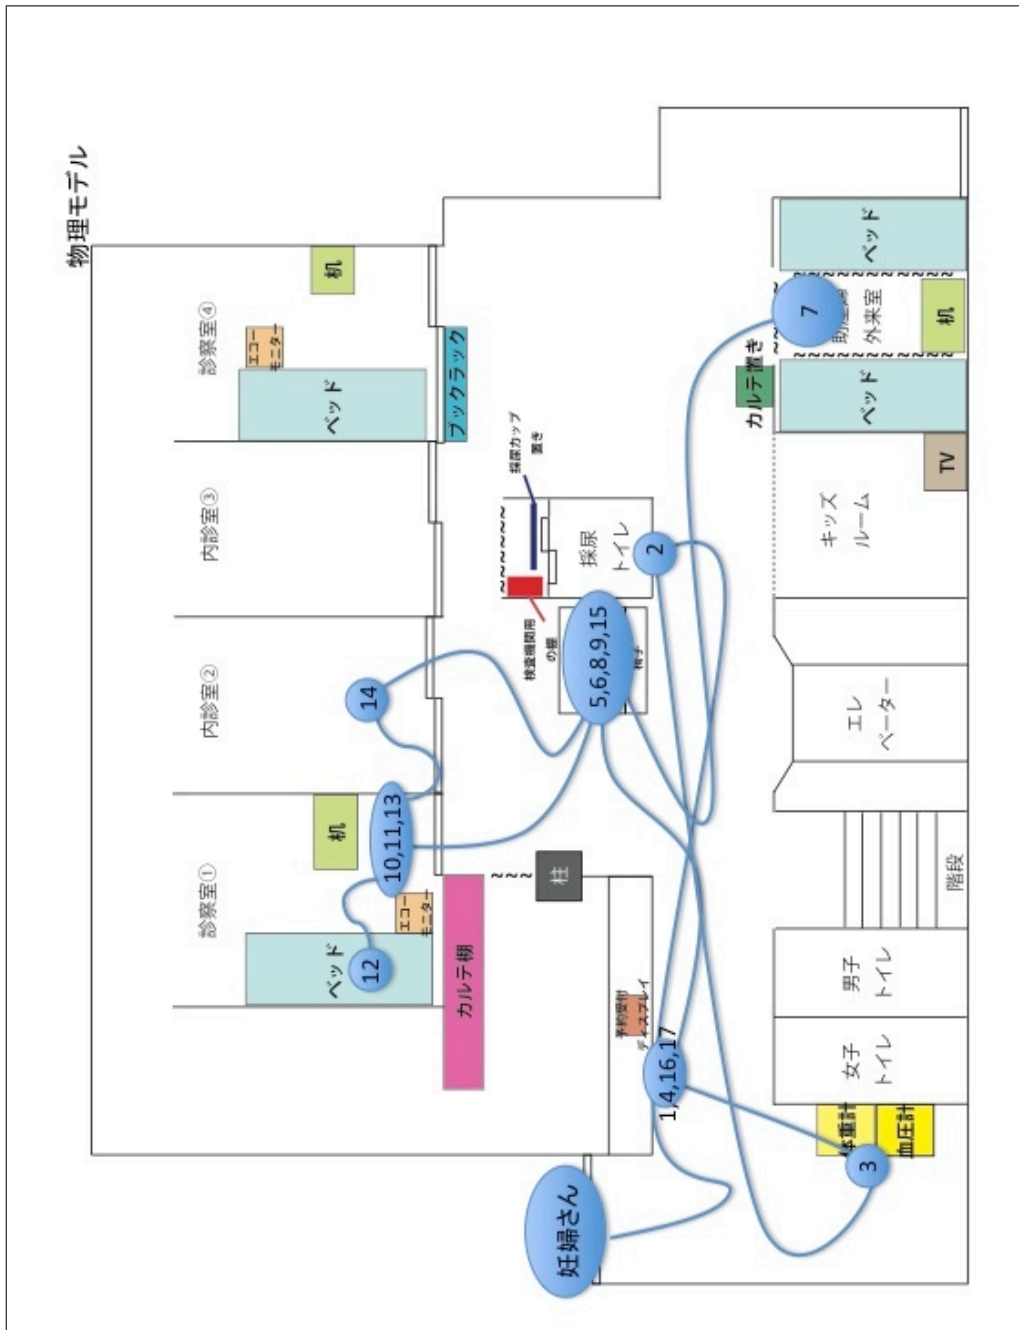 物理モデル
診察室①
内診室②
内診室③
診察室④
ベッド
エコー
モニター
机
12
10,11,13
14
ベッド
エコー
モニター
机
カルテ棚
ブックラック
柱
検査機関用
の棚
採尿カップ
置き
採尿
トイレ
5,6,8,9,15
椅子
2
予約受付
ディスプレイ
1,4,16,17
妊婦さん
体重計
血圧計
3
女子
トイレ
男子
トイレ
階段
エレ
ベーター
キッズ
ルーム
TV
カルテ置き
ベッド
7
外来室
机
ベッド